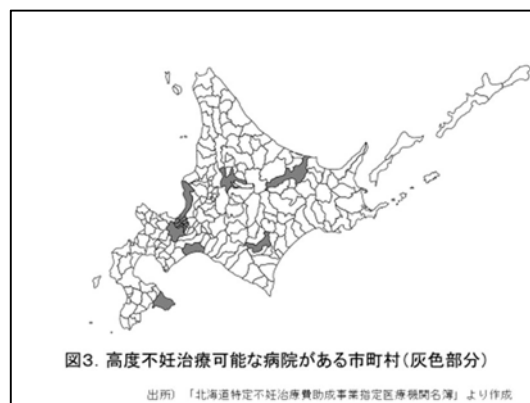 図3. 高度不妊治療可能な病院がある市町村(灰色部分)
出所) 「北海道特定不妊治療費助成事業指定医療機関名簿」より作成